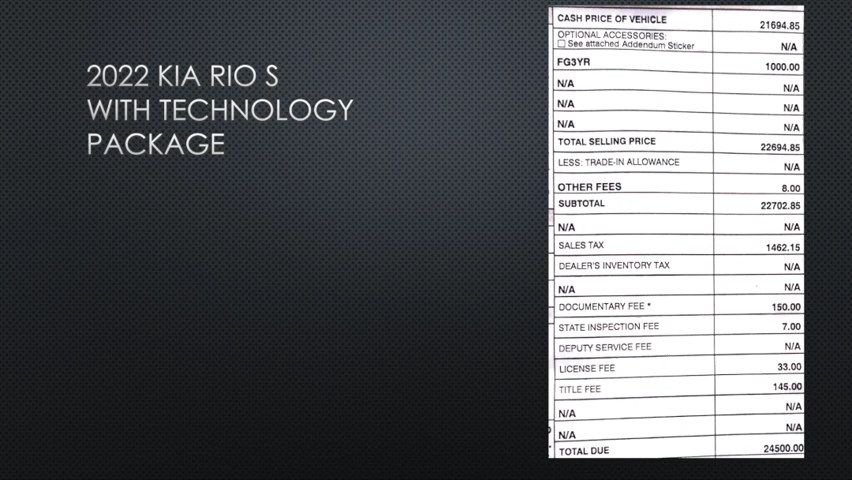 2022 KIA RIO S
WITH TECHNOLOGY
PACKAGE
CASH PRICE OF VEHICLE 21694.85
OPTIONAL ACCESSORIES:
☐ See attached Addendum Sticker N/A
FG3YR 1000.00
N/A N/A
N/A N/A
N/A N/A
TOTAL SELLING PRICE 22694.85
LESS: TRADE-IN ALLOWANCE N/A
OTHER FEES 8.00
SUBTOTAL 22702.85
N/A N/A
SALES TAX 1462.15
DEALER'S INVENTORY TAX N/A
N/A N/A
DOCUMENTARY FEE * 150.00
STATE INSPECTION FEE 7.00
DEPUTY SERVICE FEE N/A
LICENSE FEE 33.00
TITLE FEE 145.00
N/A N/A
N/A N/A
TOTAL DUE 24500.00